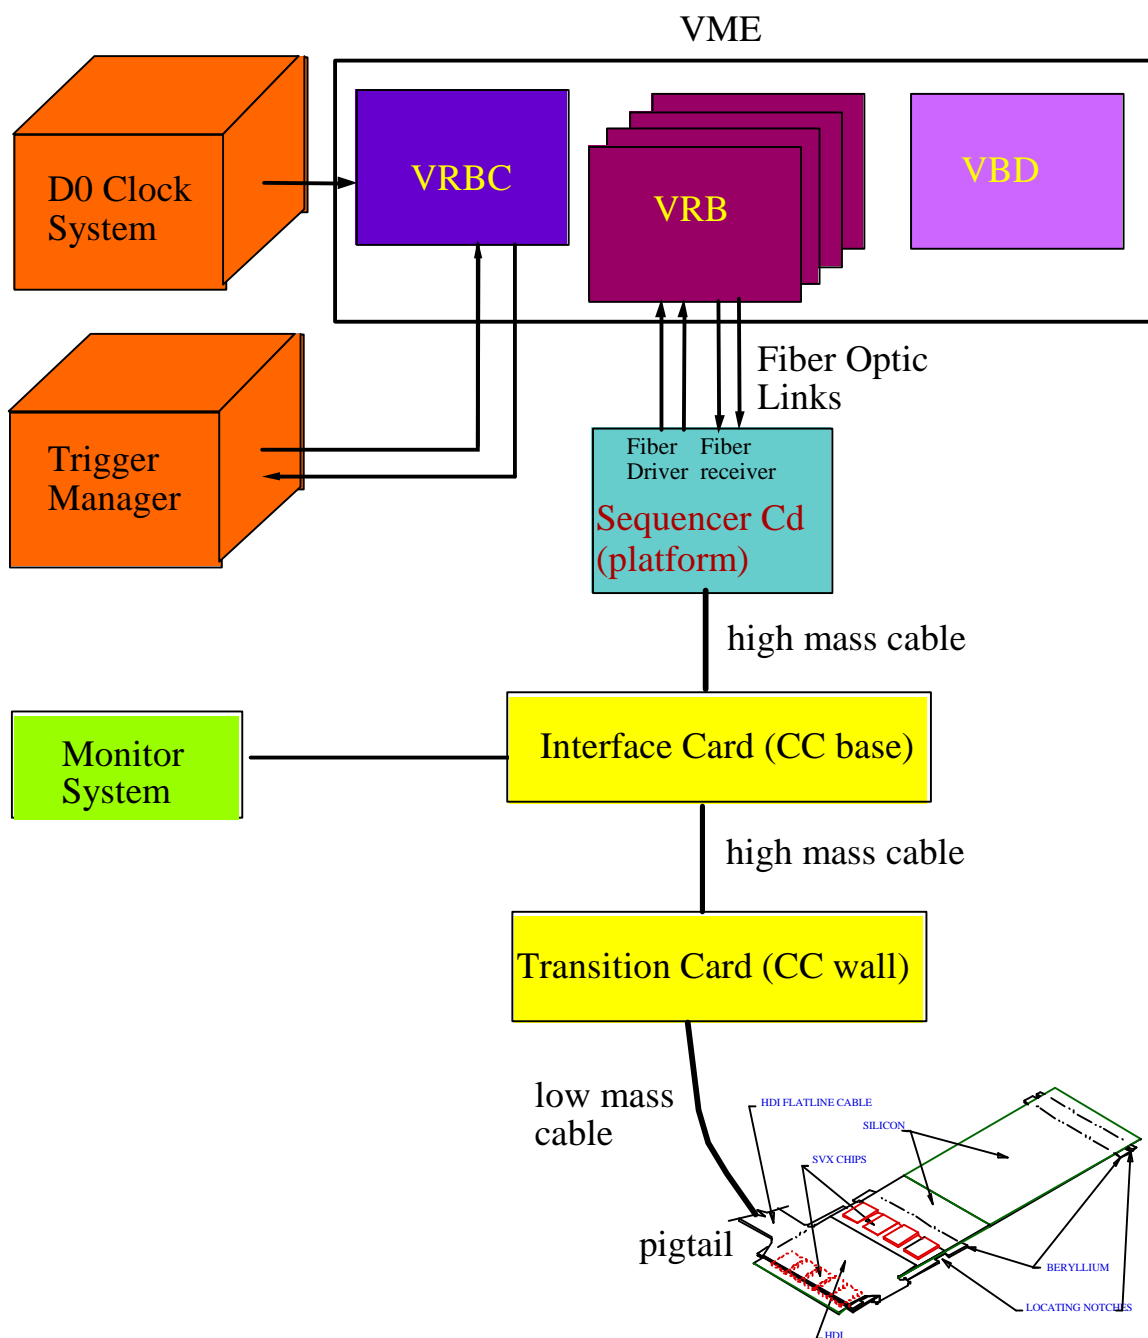 VME
D0 Clock
System
VRBC
VRB
VBD
Fiber Optic
Links
Trigger
Manager
Fiber
Driver
Fiber
receiver
Sequencer Cd
(platform)
high mass cable
Monitor
System
Interface Card (CC base)
high mass cable
Transition Card (CC wall)
low mass
cable
HDI FLATLINE CABLE
SILICON
SVX CHIPS
pigtail
BERYLLIUM
LOCATING NOTCHES
HDI